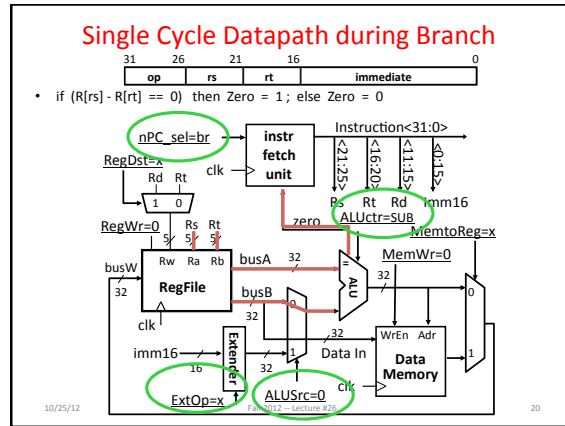 Single Cycle Datapath during Branch
31 26 21 16 0
op rs rt immediate
• if (R[rs] - R[rt] == 0) then Zero = 1 ; else Zero = 0
nPC_sel=br
instr
fetch
unit
Instruction<31:0>
<21:25>
<16:20>
<11:15>
<0:15>
clk
RegDst=x
Rd Rt
1 0
Rs Rt Rd imm16
zero
ALUctr=SUB
MemtoReg=x
RegWr=0
Rs Rt
5 5 5
MemWr=0
busW
32
Rw Ra Rb
RegFile
clk
busA
32
busB
32
=
ALU
32
0
1
0
1
imm16
16
Extender
32
32
Data In
clk
WrEn Adr
Data
Memory
ExtOp=x
ALUSrc=0
10/25/12
Fall 2012 -- Lecture #26
20